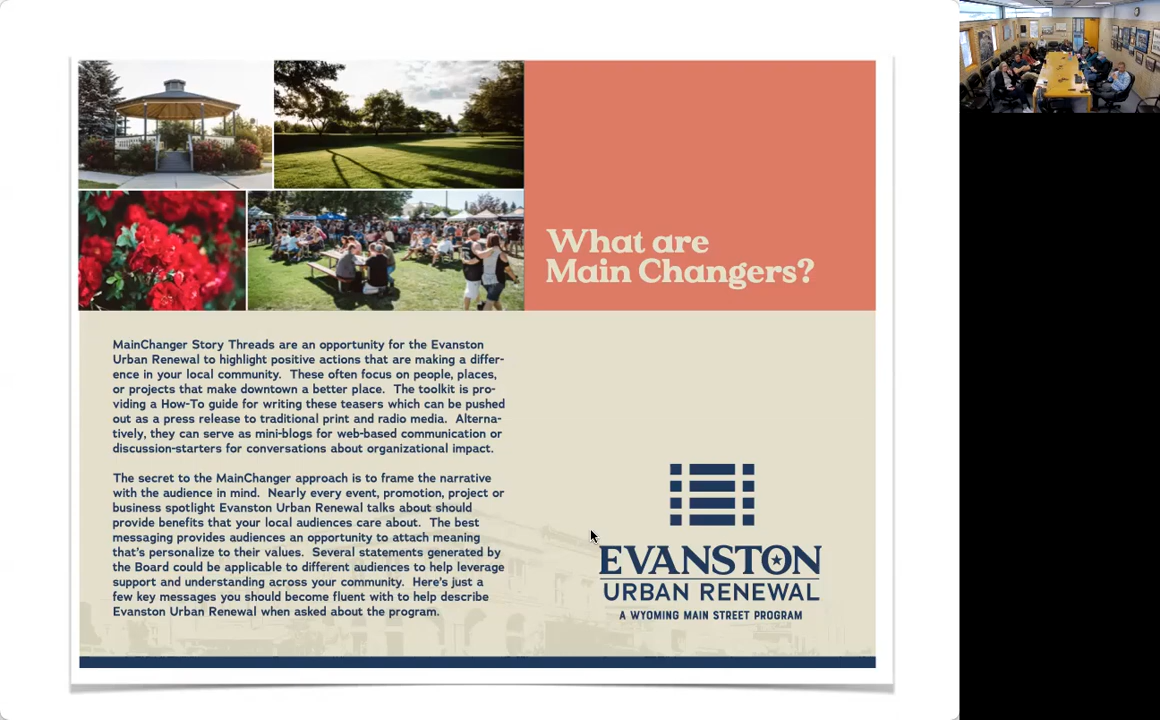 What are
Main Changers?
MainChanger Story Threads are an opportunity for the Evanston
Urban Renewal to highlight positive actions that are making a differ-
ence in your local community.  These often focus on people, places,
or projects that make downtown a better place.  The toolkit is pro-
viding a How-To guide for writing these teasers which can be pushed
out as a press release to traditional print and radio media.  Alterna-
tively, they can serve as mini-blogs for web-based communication or
discussion-starters for conversations about organizational impact.
The secret to the MainChanger approach is to frame the narrative
with the audience in mind.  Nearly every event, promotion, project or
business spotlight Evanston Urban Renewal talks about should
provide benefits that your local audiences care about.  The best
messaging provides audiences an opportunity to attach meaning
that's personalize to their values.  Several statements generated by
the Board could be applicable to different audiences to help leverage
support and understanding across your community.  Here's just a
few key messages you should become fluent with to help describe
Evanston Urban Renewal when asked about the program.
EVANSTON
URBAN RENEWAL
A WYOMING MAIN STREET PROGRAM